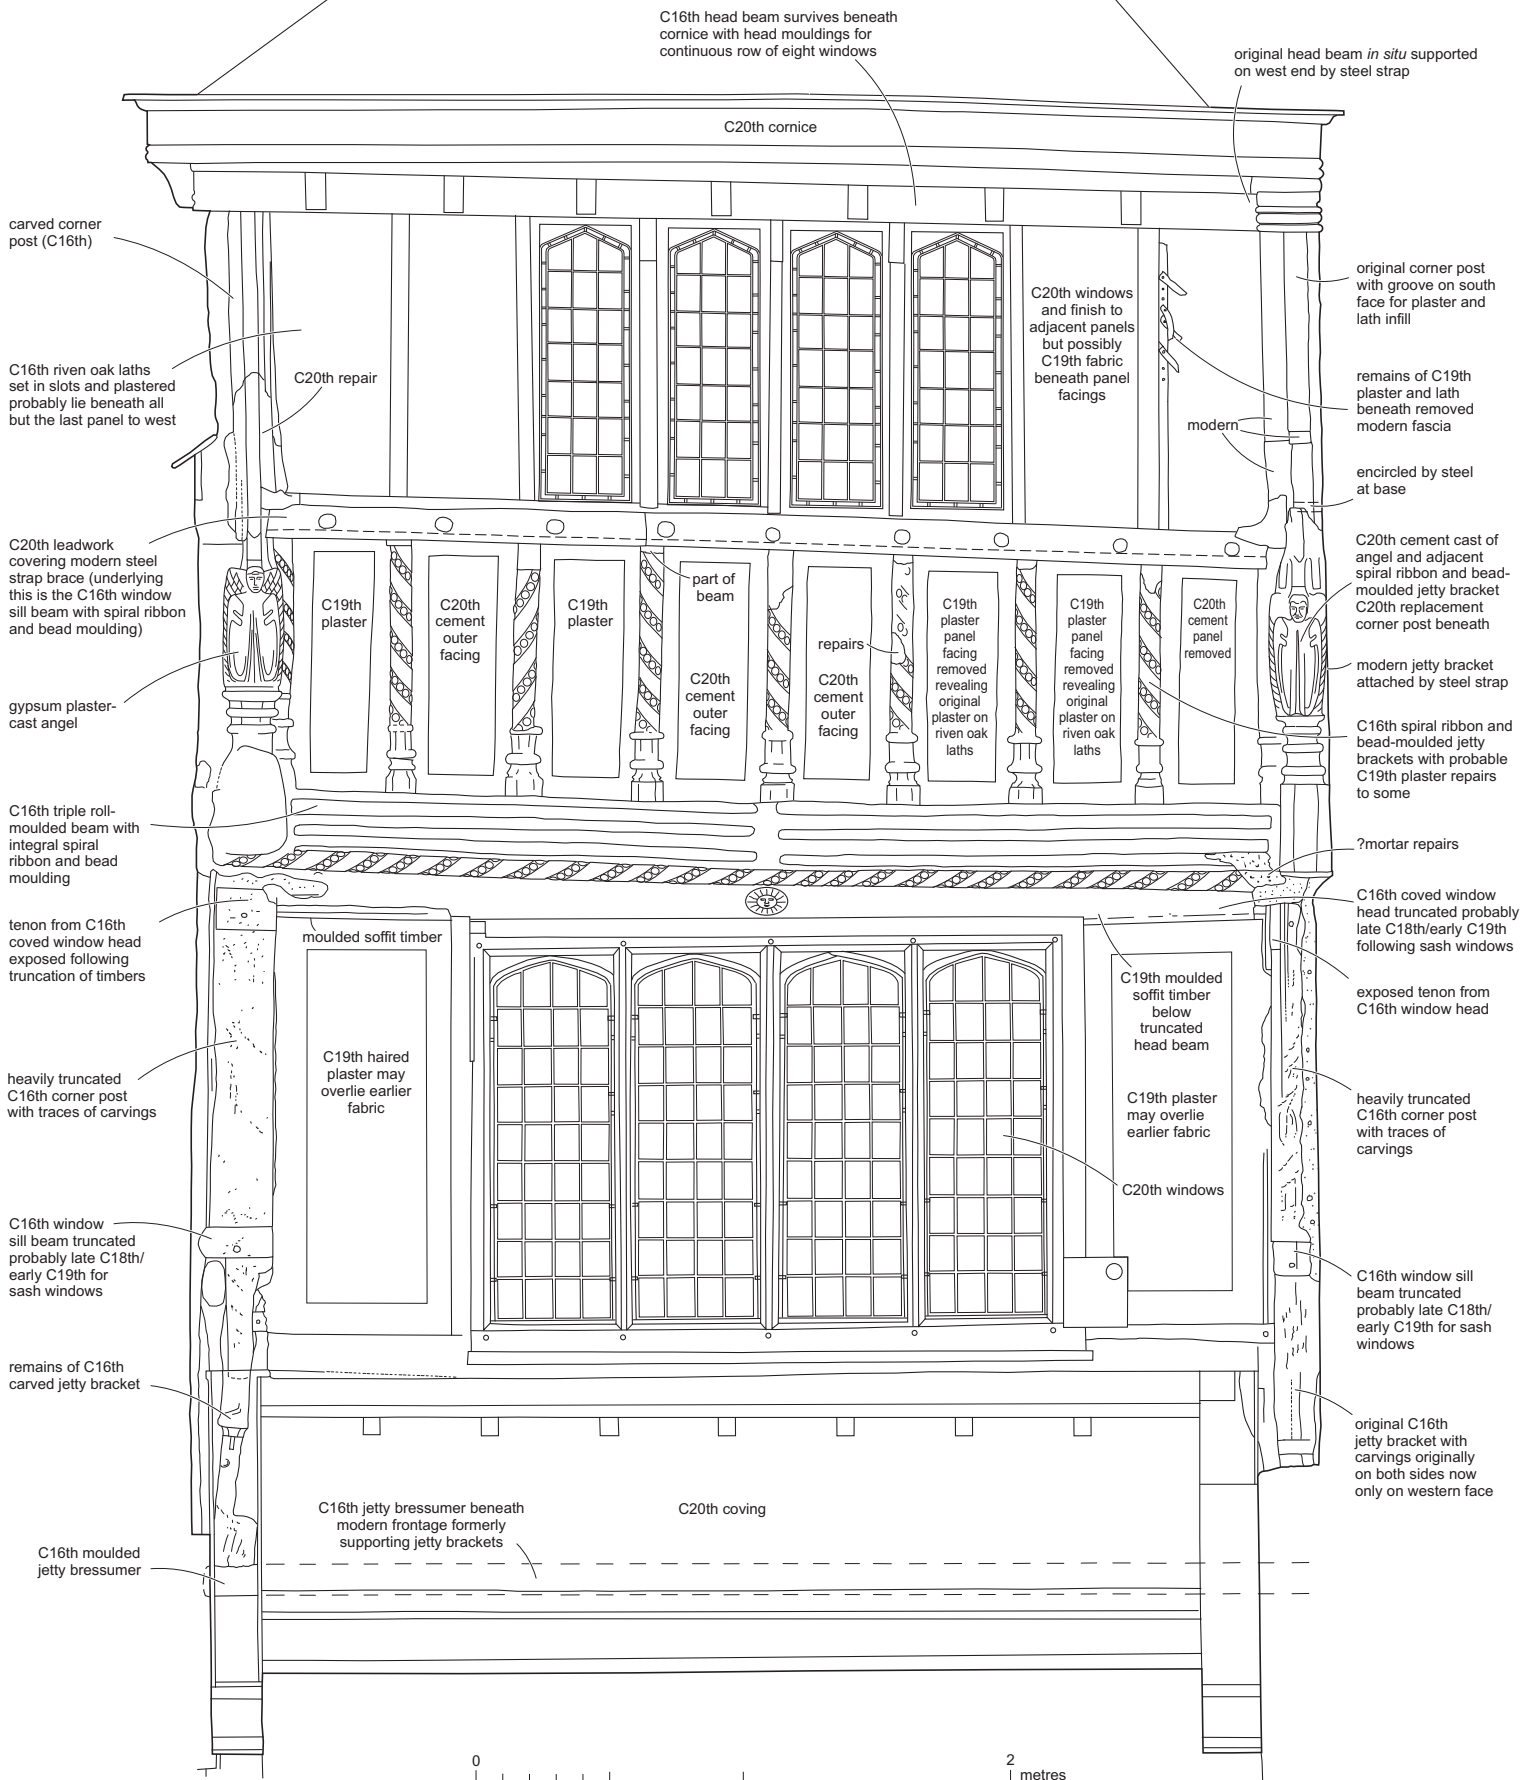 C16th head beam survives beneath
cornice with head mouldings for
continuous row of eight windows
original head beam in situ supported
on west end by steel strap
C20th cornice
carved corner
post (C16th)
C16th riven oak laths
set in slots and plastered
probably lie beneath all
but the last panel to west
C20th repair
C20th windows
and finish to
adjacent panels
but possibly
C19th fabric
beneath panel
facings
original corner post
with groove on south
face for plaster and
lath infill
remains of C19th
plaster and lath
beneath removed
modern fascia
modern
encircled by steel
at base
C20th leadwork
covering modern steel
strap brace (underlying
this is the C16th window
sill beam with spiral ribbon
and bead moulding)
C19th
plaster
C20th
cement
outer
facing
C19th
plaster
part of
beam
C20th
cement
outer
facing
repairs
C20th
cement
outer
facing
C19th
plaster
panel
facing
removed
revealing
original
plaster on
riven oak
laths
C19th
plaster
panel
facing
removed
revealing
original
plaster on
riven oak
laths
C20th
cement
panel
removed
C20th cement cast of
angel and adjacent
spiral ribbon and bead-
moulded jetty bracket
C20th replacement
corner post beneath
modern jetty bracket
attached by steel strap
gypsum plaster-
cast angel
C16th spiral ribbon and
bead-moulded jetty
brackets with probable
C19th plaster repairs
to some
C16th triple roll-
moulded beam with
integral spiral
ribbon and bead
moulding
?mortar repairs
tenon from C16th
coved window head
exposed following
truncation of timbers
moulded soffit timber
C16th coved window
head truncated probably
late C18th/early C19th
following sash windows
C19th moulded
soffit timber
below
truncated
head beam
exposed tenon from
C16th window head
heavily truncated
C16th corner post
with traces of carvings
C19th haired
plaster may
overlie earlier
fabric
C19th plaster
may overlie
earlier fabric
heavily truncated
C16th corner post
with traces of
carvings
C20th windows
C16th window
sill beam truncated
probably late C18th/
early C19th for
sash windows
C16th window sill
beam truncated
probably late C18th/
early C19th for sash
windows
remains of C16th
carved jetty bracket
original C16th
jetty bracket with
carvings originally
on both sides now
only on western face
C16th jetty bressumer beneath
modern frontage formerly
supporting jetty brackets
C20th coving
C16th moulded
jetty bressumer
0
2
metres